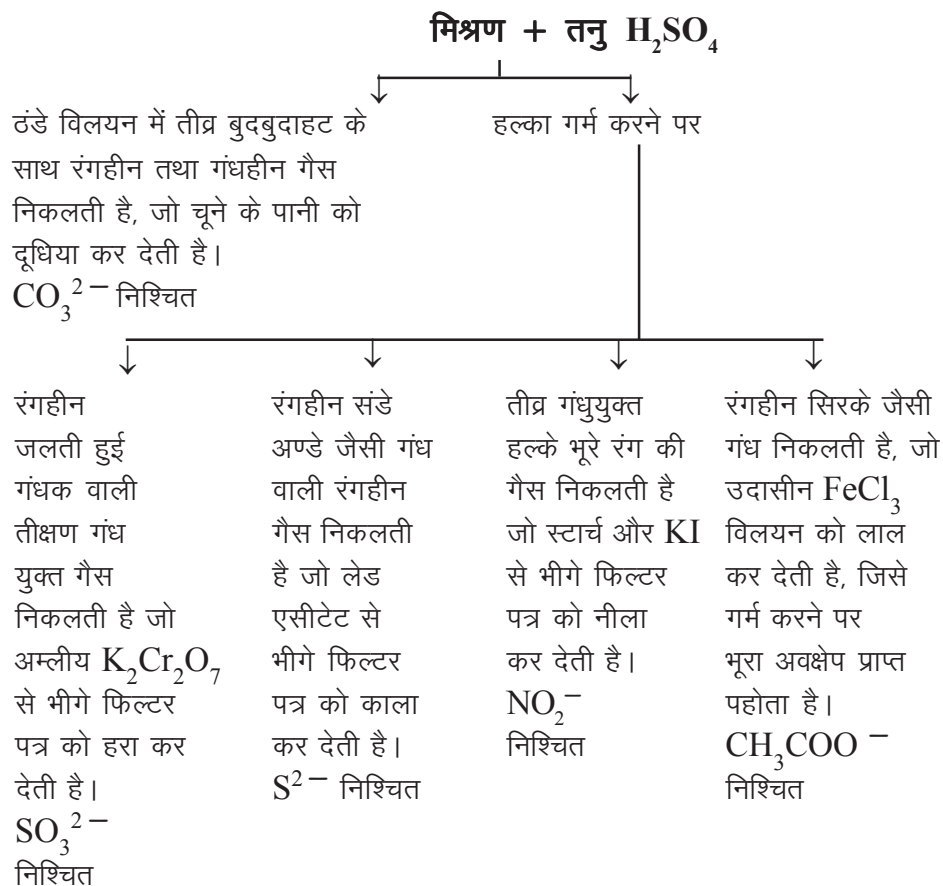 मिश्रण + तनु H₂SO₄
ठंडे विलयन में तीव्र बुदबुदाहट के
साथ रंगहीन तथा गंधहीन गैस
निकलती है, जो चूने के पानी को
दूधिया कर देती है।
CO₃²⁻ निश्चित
हल्का गर्म करने पर
रंगहीन
जलती हुई
गंधक वाली
तीक्षण गंध
युक्त गैस
निकलती है जो
अम्लीय K₂Cr₂O₇
से भीगे फिल्टर
पत्र को हरा कर
देती है।
SO₃²⁻
निश्चित
रंगहीन संडे
अण्डे जैसी गंध
वाली रंगहीन
गैस निकलती
है जो लेड
एसीटेट से
भीगे फिल्टर
पत्र को काला
कर देती है।
S²⁻ निश्चित
तीव्र गंधुयुक्त
हल्के भूरे रंग की
गैस निकलती है
जो स्टार्च और KI
से भीगे फिल्टर
पत्र को नीला
कर देती है।
NO₂⁻
निश्चित
रंगहीन सिरके जैसी
गंध निकलती है, जो
उदासीन FeCl₃
विलयन को लाल
कर देती है, जिसे
गर्म करने पर
भूरा अवक्षेप प्राप्त
पहोता है।
CH₃COO⁻
निश्चित